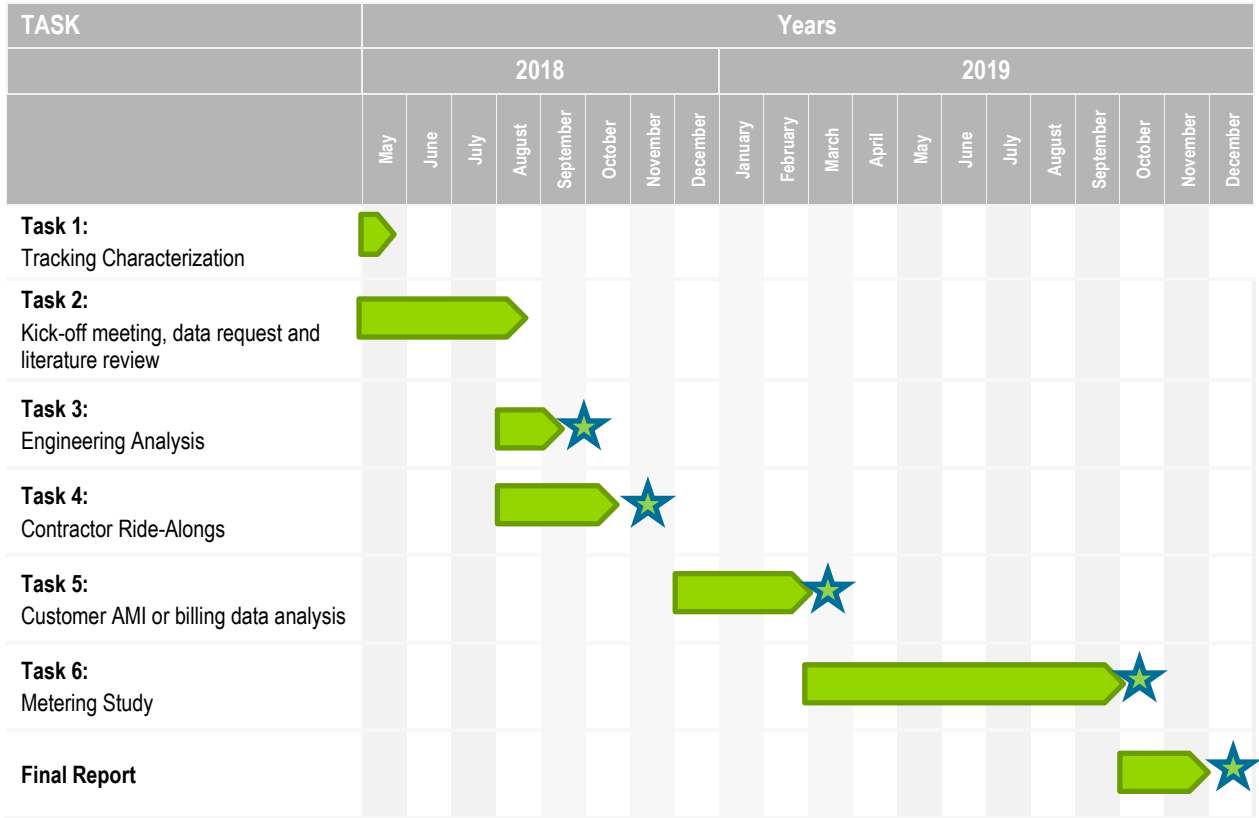 TASK Years
2018 2019
May June July August September October November December January February March April May June July August September October November December
Task 1:
Tracking Characterization
Task 2:
Kick-off meeting, data request and
literature review
Task 3:
Engineering Analysis
Task 4:
Contractor Ride-Alongs
Task 5:
Customer AMI or billing data analysis
Task 6:
Metering Study
Final Report